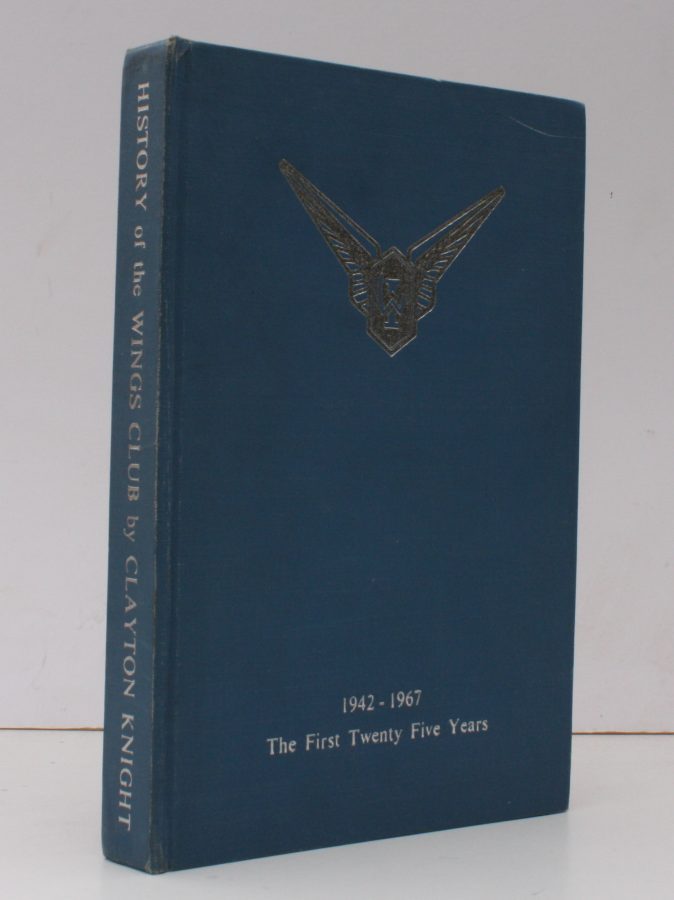 HISTORY of the WINGS CLUB by CLAYTON KNIGHT
1942 - 1967
The First Twenty Five Years